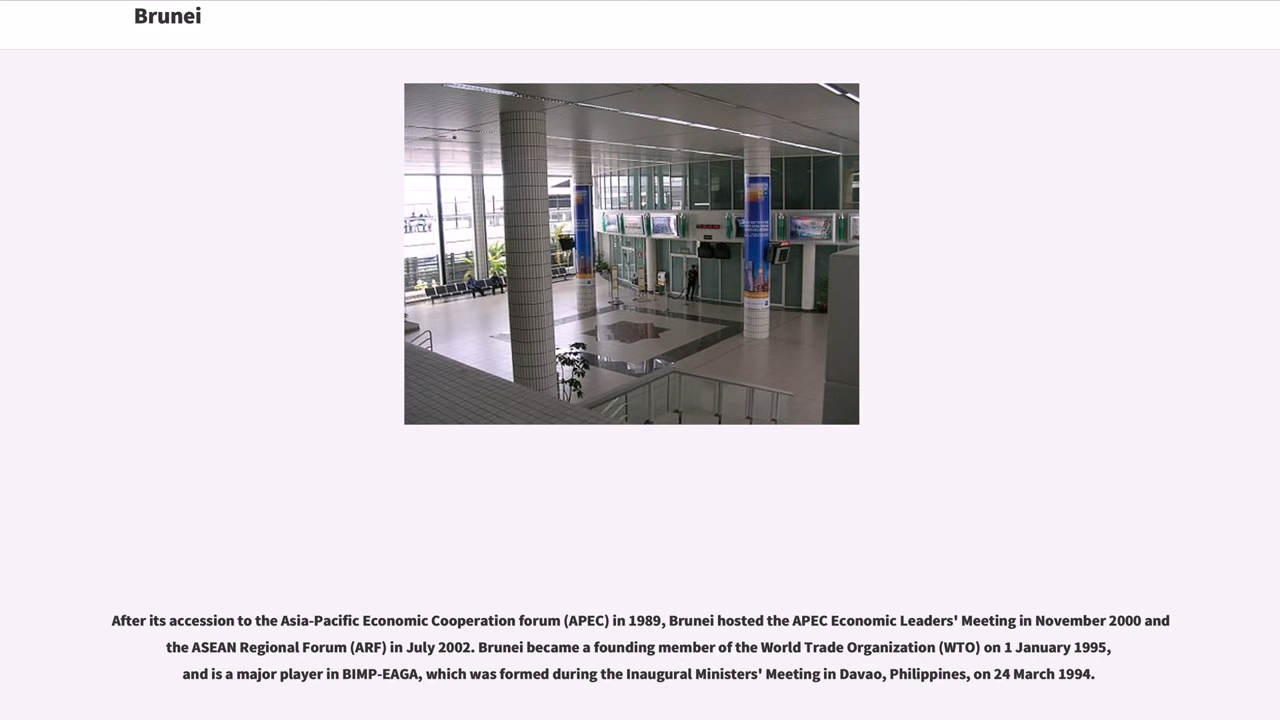 Brunei
After its accession to the Asia-Pacific Economic Cooperation forum (APEC) in 1989, Brunei hosted the APEC Economic Leaders' Meeting in November 2000 and
the ASEAN Regional Forum (ARF) in July 2002. Brunei became a founding member of the World Trade Organization (WTO) on 1 January 1995,
and is a major player in BIMP-EAGA, which was formed during the Inaugural Ministers' Meeting in Davao, Philippines, on 24 March 1994.